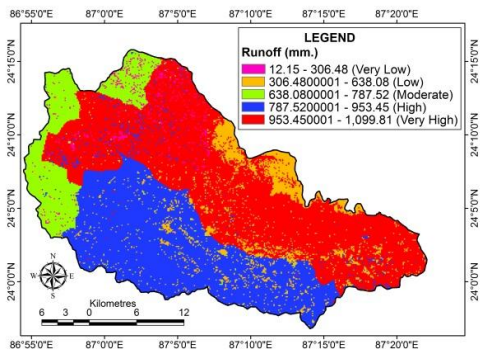 86°55'0"E 87°0'0"E 87°5'0"E 87°10'0"E 87°15'0"E 87°20'0"E
LEGEND
Runoff (mm.)
12.15 - 306.48 (Very Low)
306.4800001 - 638.08 (Low)
638.0800001 - 787.52 (Moderate)
787.5200001 - 953.45 (High)
953.450001 - 1,099.81 (Very High)
24°15'0"N 24°15'0"N
24°10'0"N 24°10'0"N
24°5'0"N 24°5'0"N
24°0'0"N 24°0'0"N
N
W E
S
Kilometres
6 3 0 6 12
86°55'0"E 87°0'0"E 87°5'0"E 87°10'0"E 87°15'0"E 87°20'0"E